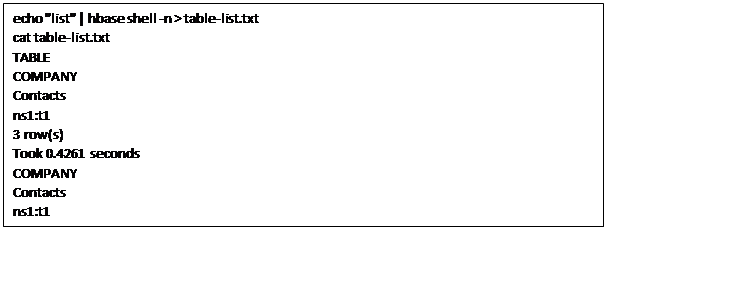 echo "list" | hbase shell -n > table-list.txt
cat table-list.txt
TABLE
COMPANY
Contacts
ns1:t1
3 row(s)
Took 0.4261 seconds
COMPANY
Contacts
ns1:t1